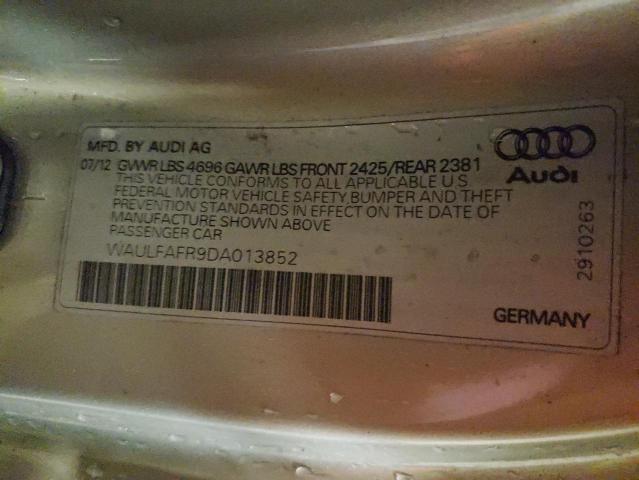 MFD. BY AUDI AG
07/12 GVWR LBS 4696 GAWR LBS FRONT 2425/REAR 2381
THIS VEHICLE CONFORMS TO ALL APPLICABLE U S
FEDERAL MOTOR VEHICLE SAFETY, BUMPER AND THEFT
PREVENTION STANDARDS IN EFFECT ON THE DATE OF
MANUFACTURE SHOWN ABOVE
PASSENGER CAR
WAULFAFR9DA013852
Audi
2910263
GERMANY